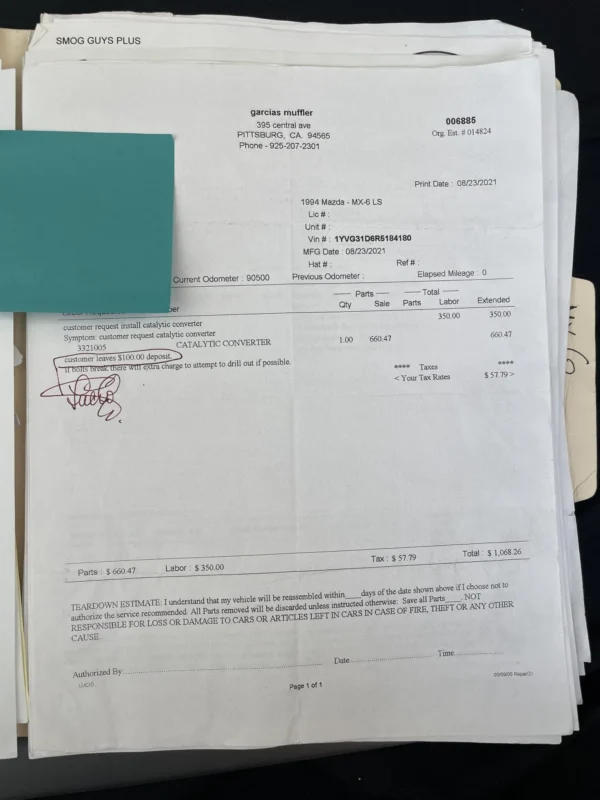 SMOG GUYS PLUS
garcias muffler
395 central ave
PITTSBURG, CA. 94565
Phone - 925-207-2301
006885
Org. Est. # 014824
Print Date : 08/23/2021
1994 Mazda - MX-6 LS
Lic # :
Unit # :
Vin # : 1YVG31D6R5184180
MFG Date : 08/23/2021
Hat # : Ref # :
Current Odometer : 90500 Previous Odometer : Elapsed Mileage : 0
Parts Total
Qty Sale Parts Labor Extended
350.00 350.00
customer request install catalytic converter
Symptom: customer request catalytic converter
3321005 CATALYTIC CONVERTER 1.00 660.47 660.47
customer leaves $100.00 deposit.
if bolts break there will extra charge to attempt to drill out if possible.
**** Taxes ****
< Your Tax Rates $ 57.79 >
Parts : $ 660.47 Labor : $ 350.00 Tax : $ 57.79 Total : $ 1,068.26
TEARDOWN ESTIMATE: I understand that my vehicle will be reassembled within____days of the date shown above if I choose not to
authorize the service recommended. All Parts removed will be discarded unless instructed otherwise: Save all Parts____. NOT
RESPONSIBLE FOR LOSS OR DAMAGE TO CARS OR ARTICLES LEFT IN CARS IN CASE OF FIRE, THEFT OR ANY OTHER
CAUSE.
Authorized By Date Time
Page 1 of 1